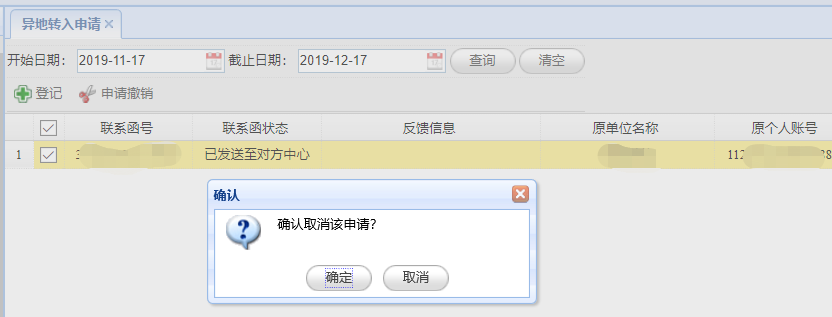 异地转入申请
开始日期: 2019-11-17 截止日期: 2019-12-17 查询 清空
登记 申请撤销
联系函号 联系函状态 反馈信息 原单位名称 原个人账号
1 3 已发送至对方中心 112 38
确认
确认取消该申请?
确定 取消